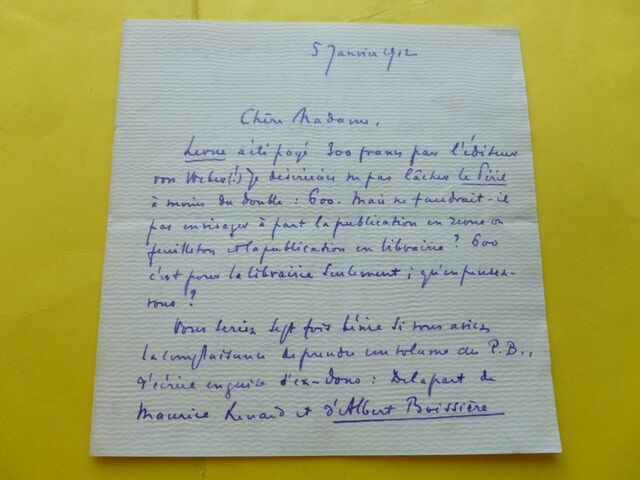 5 Janvier 1912
Chère Madame,
Lerne a été payé 300 francs par l'éditeur
von Weber(!) Je désirerais ne pas lâcher le Péril
à moins du double : 600. Mais ne faudrait-il
pas envisager à part la publication en revue ou
feuilleton et la publication en librairie ? 600
c'est pour la librairie seulement ; qu'en pensez-
vous ?
Vous seriez sept fois bénie si vous aviez
la complaisance de prendre un volume du P.B.,
d'écrire en guise d'ex-dono : De la part de
Maurice Renard et d'Albert Boissière